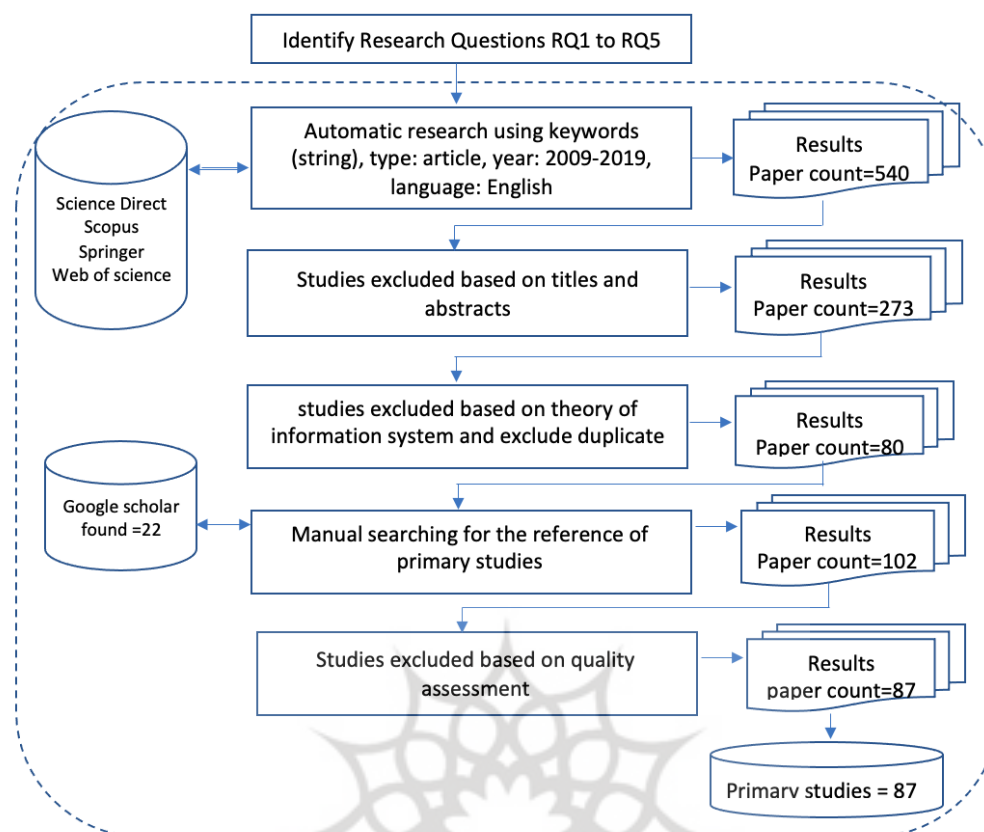 Identify Research Questions RQ1 to RQ5
Automatic research using keywords
(string), type: article, year: 2009-2019,
language: English
Results
Paper count=540
Science Direct
Scopus
Springer
Web of science
Studies excluded based on titles and
abstracts
Results
Paper count=273
studies excluded based on theory of
information system and exclude duplicate
Results
Paper count=80
Google scholar
found =22
Manual searching for the reference of
primary studies
Results
Paper count=102
Studies excluded based on quality
assessment
Results
paper count=87
Primary studies = 87